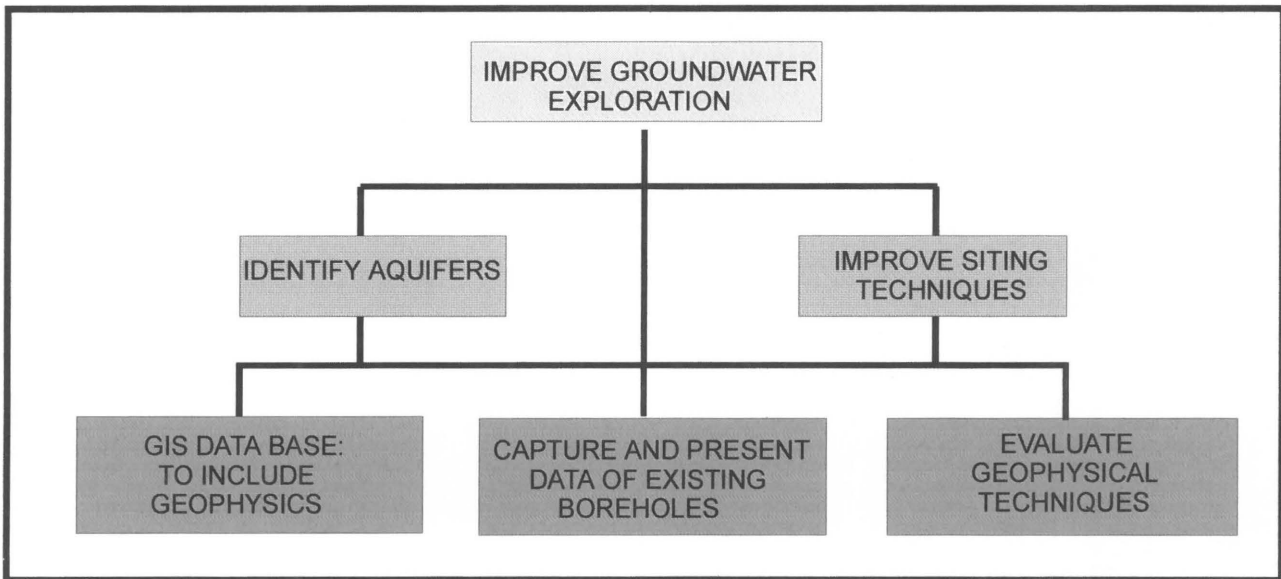 IMPROVE GROUNDWATER
EXPLORATION
IDENTIFY AQUIFERS
IMPROVE SITING
TECHNIQUES
GIS DATA BASE:
TO INCLUDE
GEOPHYSICS
CAPTURE AND PRESENT
DATA OF EXISTING
BOREHOLES
EVALUATE
GEOPHYSICAL
TECHNIQUES